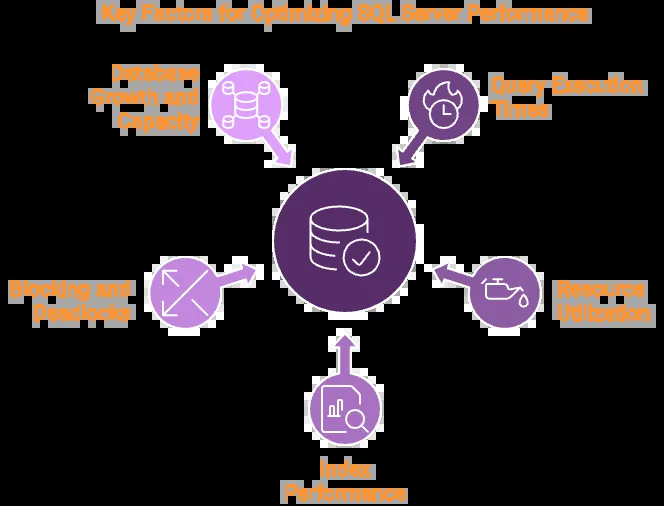 Key Factors for Optimizing SQL Server Performance
Database
Growth and
Capacity
Query Execution
Times
Blocking and
Deadlocks
Resource
Utilization
Index
Performance